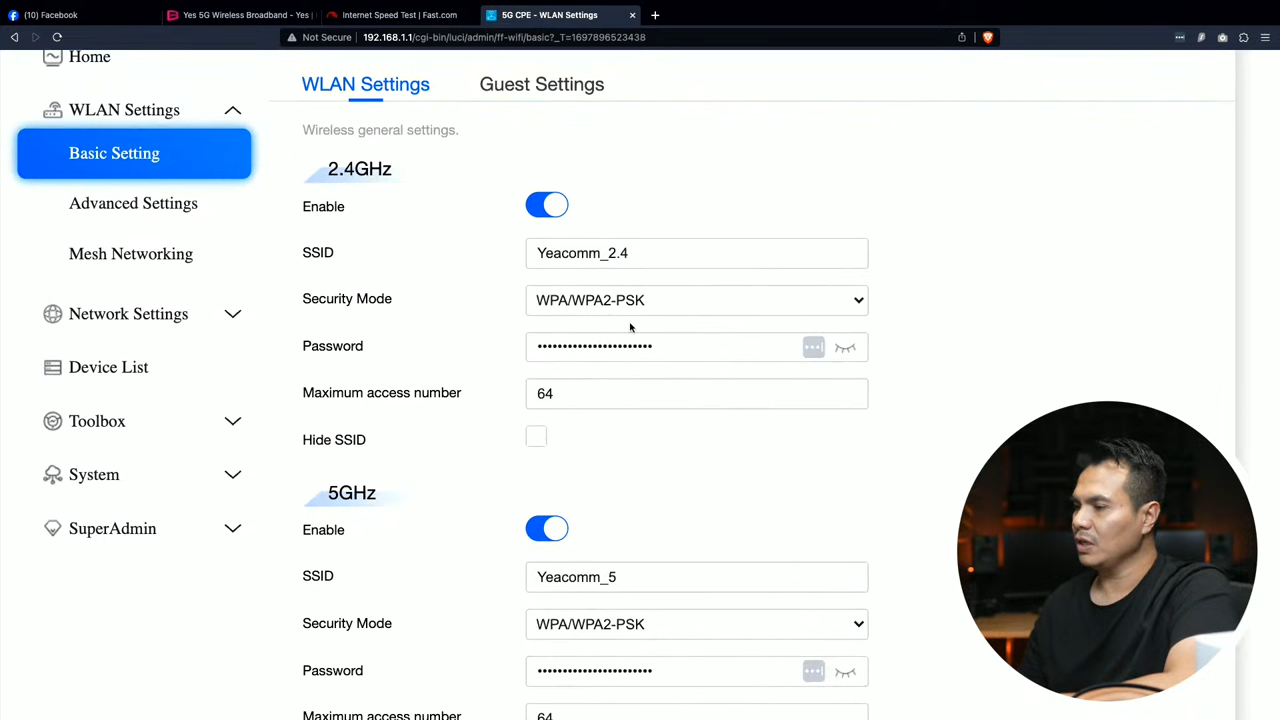 (10) Facebook
Yes 5G Wireless Broadband - Yes |
Internet Speed Test | Fast.com
5G CPE - WLAN Settings
Not Secure 192.168.1.1/cgi-bin/luci/admin/ff-wifi/basic?_T=1697896523438
Home
WLAN Settings
Basic Setting
Advanced Settings
Mesh Networking
Network Settings
Device List
Toolbox
System
SuperAdmin
WLAN Settings
Guest Settings
Wireless general settings.
2.4GHz
Enable
SSID
Yeacomm_2.4
Security Mode
WPA/WPA2-PSK
Password
Maximum access number
64
Hide SSID
5GHz
Enable
SSID
Yeacomm_5
Security Mode
WPA/WPA2-PSK
Password
Maximum access number
64